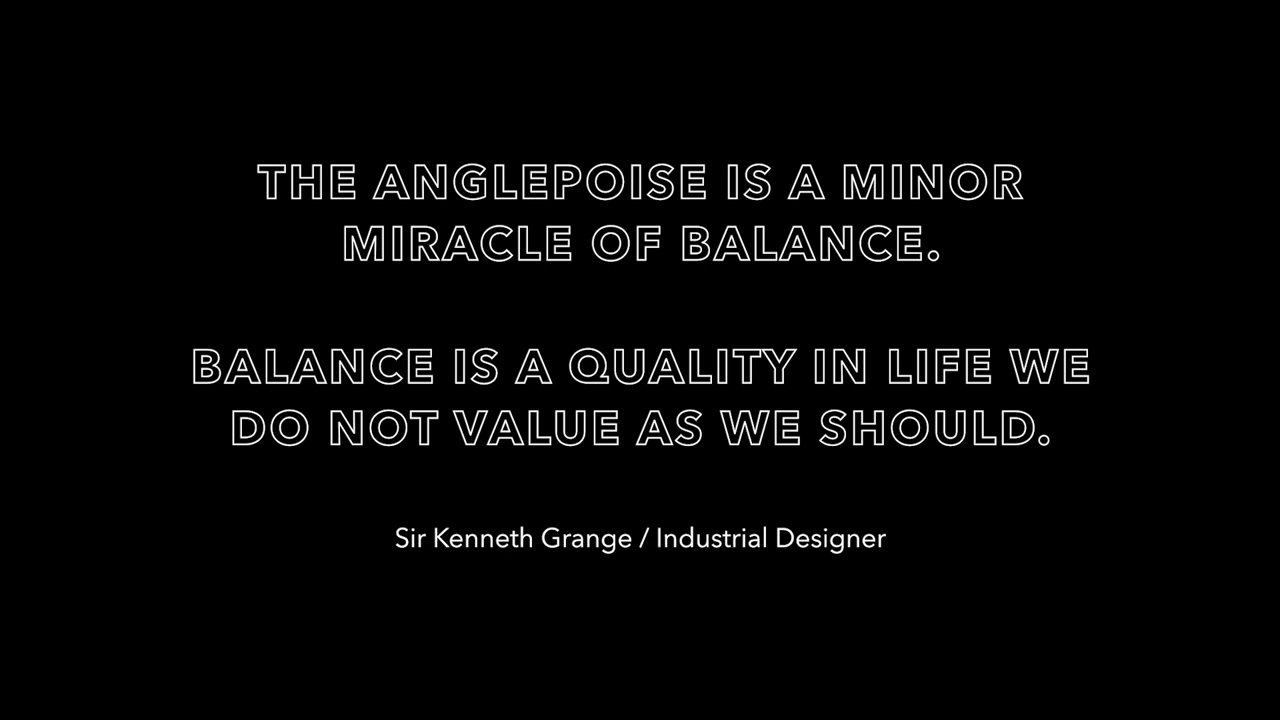 THE ANGLEPOISE IS A MINOR
MIRACLE OF BALANCE.
BALANCE IS A QUALITY IN LIFE WE
DO NOT VALUE AS WE SHOULD.
Sir Kenneth Grange / Industrial Designer